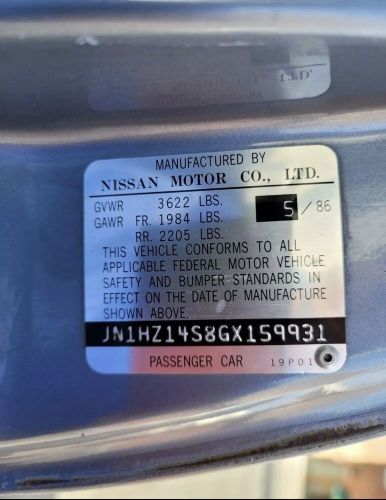 MANUFACTURED BY
NISSAN MOTOR CO., LTD.
GVWR 3622 LBS. 5/86
GAWR FR. 1984 LBS.
RR. 2205 LBS.
THIS VEHICLE CONFORMS TO ALL
APPLICABLE FEDERAL MOTOR VEHICLE
SAFETY AND BUMPER STANDARDS IN
EFFECT ON THE DATE OF MANUFACTURE
SHOWN ABOVE.
JN1HZ14S8GX159931
PASSENGER CAR 19P01